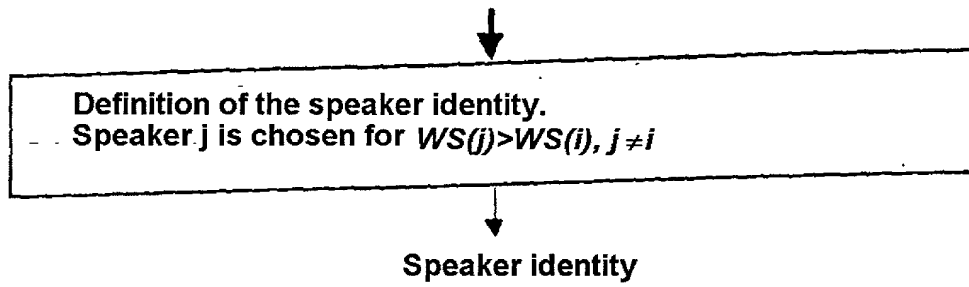 Definition of the speaker identity.
Speaker j is chosen for WS(j)>WS(i), j≠i
Speaker identity